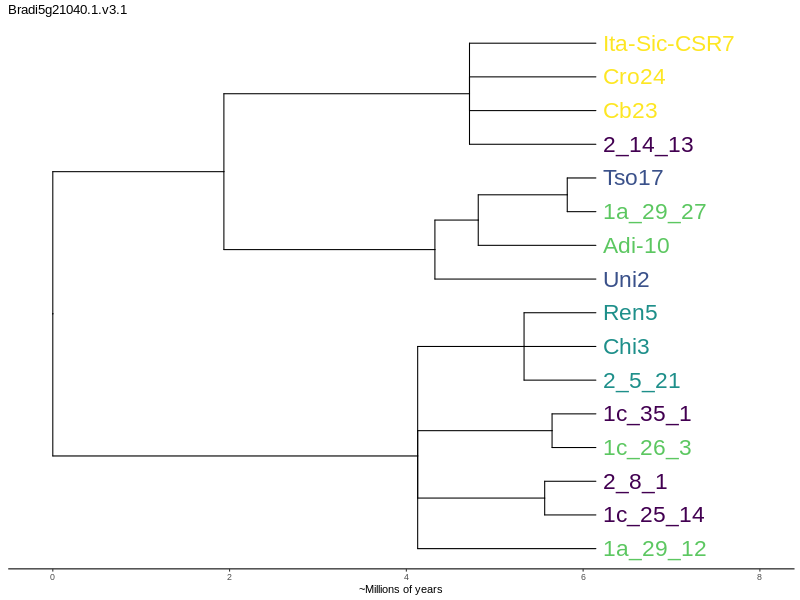 Bradi5g21040.1.v3.1
Ita-Sic-CSR7
Cro24
Cb23
2_14_13
Tso17
1a_29_27
Adi-10
Uni2
Ren5
Chi3
2_5_21
1c_35_1
1c_26_3
2_8_1
1c_25_14
1a_29_12
0 2 4 6 8
~Millions of years